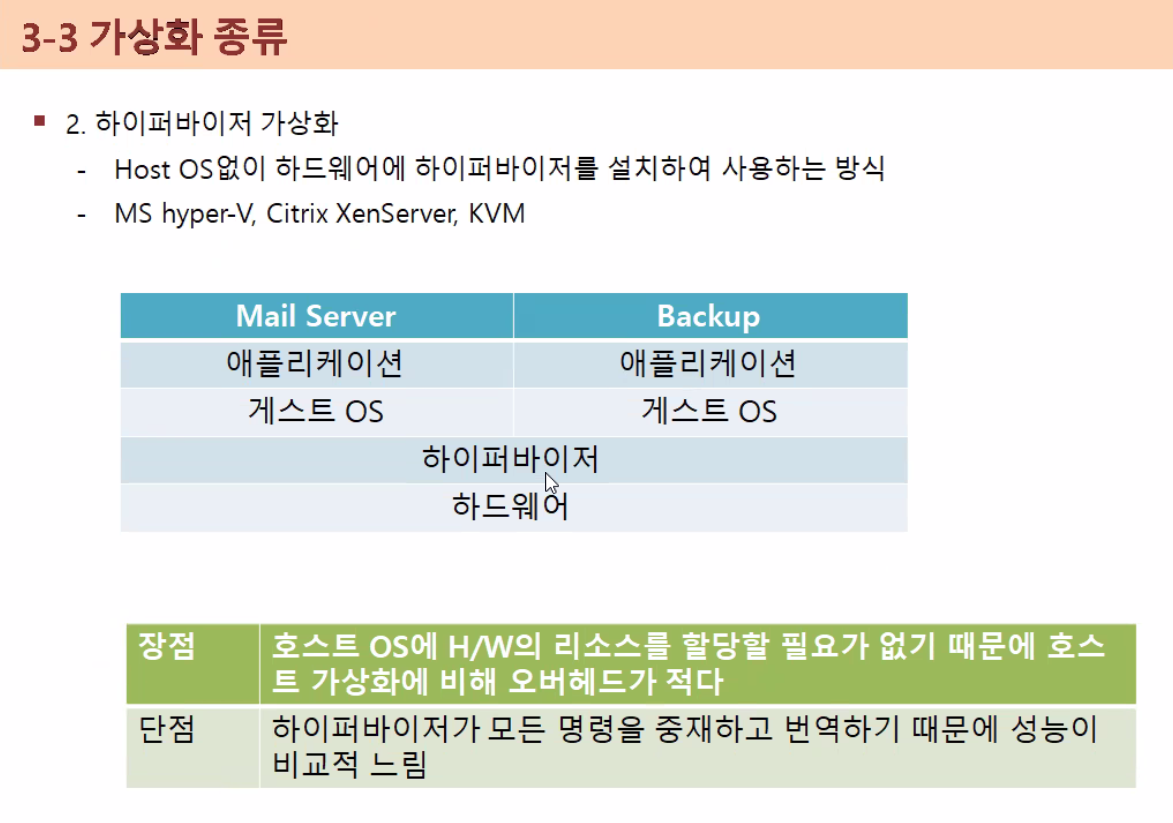 3-3 가상화 종류
2. 하이퍼바이저 가상화
- Host OS없이 하드웨어에 하이퍼바이저를 설치하여 사용하는 방식
- MS hyper-V, Citrix XenServer, KVM
Mail Server Backup
애플리케이션 애플리케이션
게스트 OS 게스트 OS
하이퍼바이저
하드웨어
장점 호스트 OS에 H/W의 리소스를 할당할 필요가 없기 때문에 호스
트 가상화에 비해 오버헤드가 적다
단점 하이퍼바이저가 모든 명령을 중재하고 번역하기 때문에 성능이
비교적 느림